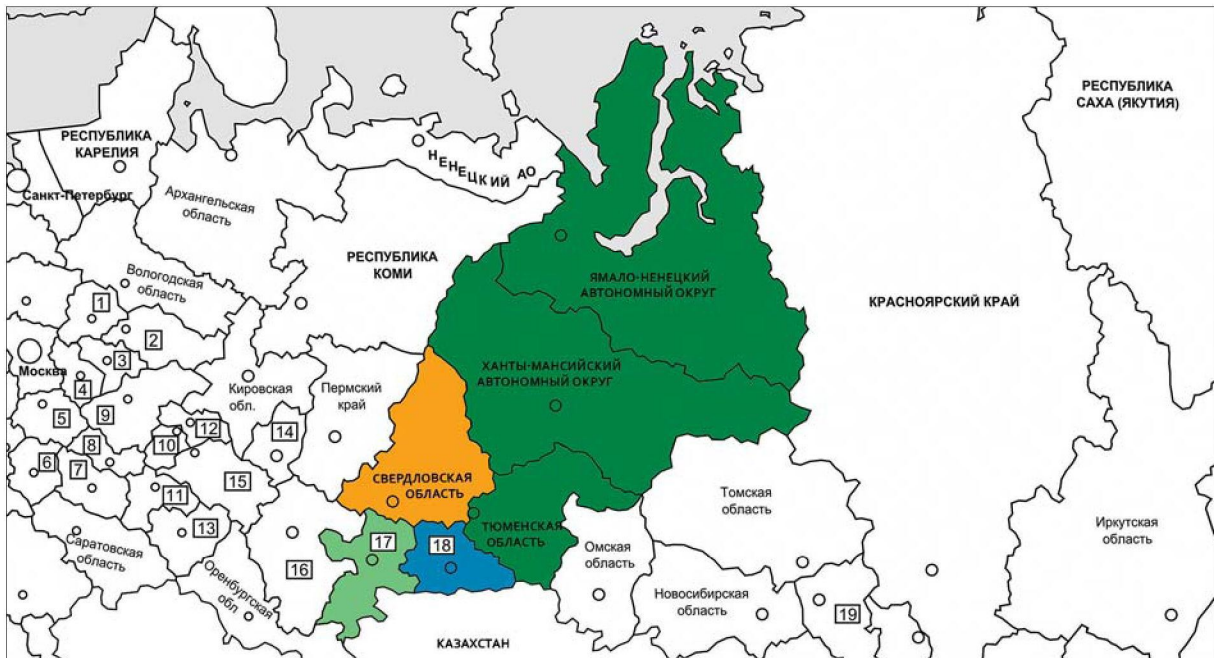 РЕСПУБЛИКА
САХА (ЯКУТИЯ)
РЕСПУБЛИКА
КАРЕЛИЯ
НЕНЕЦКИЙ АО
Санкт-Петербург
Архангельская
область
РЕСПУБЛИКА
КОМИ
Вологодская
область
ЯМАЛО-НЕНЕЦКИЙ
АВТОНОМНЫЙ ОКРУГ
КРАСНОЯРСКИЙ КРАЙ
1
2
3
Москва
4
ХАНТЫ-МАНСИЙСКИЙ
АВТОНОМНЫЙ ОКРУГ
Кировская
обл.
Пермский
край
5
9
12
14
8
10
6
7
15
СВЕРДЛОВСКАЯ
ОБЛАСТЬ
11
Томская
область
13
ТЮМЕНСКАЯ
ОБЛАСТЬ
Иркутская
область
Саратовская
область
17
18
Омская
область
16
Оренбургская
обл
Новосибирская
область
19
КАЗАХСТАН